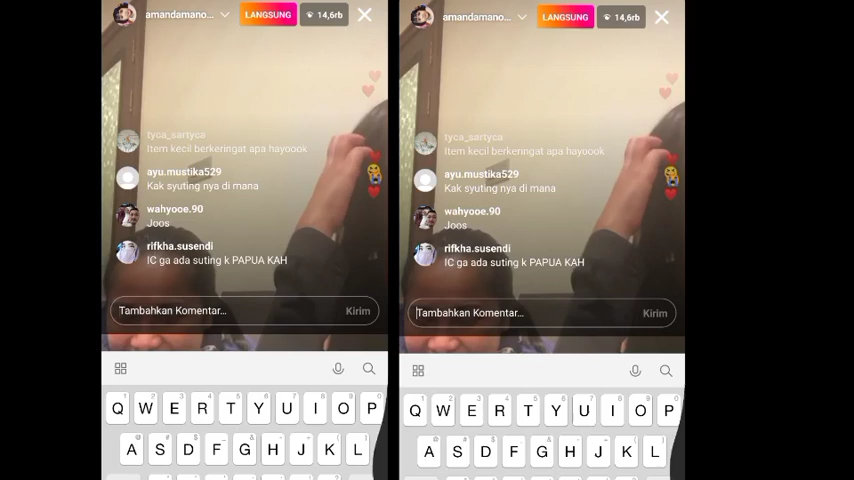 amandamano...
LANGSUNG
14,6rb
tyca_sartyca
Item kecil berkeringat apa hayoook
ayu.mustika529
Kak syuting nya di mana
wahyooe.90
Joos
rifkha.susendi
IC ga ada suting k PAPUA KAH
Tambahkan Komentar...
Kirim
Q W E R T Y U I O P
A S D F G H J K L
amandamano...
LANGSUNG
14,6rb
tyca_sartyca
Item kecil berkeringat apa hayoook
ayu.mustika529
Kak syuting nya di mana
wahyooe.90
Joos
rifkha.susendi
IC ga ada suting k PAPUA KAH
Tambahkan Komentar...
Kirim
Q W E R T Y U I O P
A S D F G H J K L